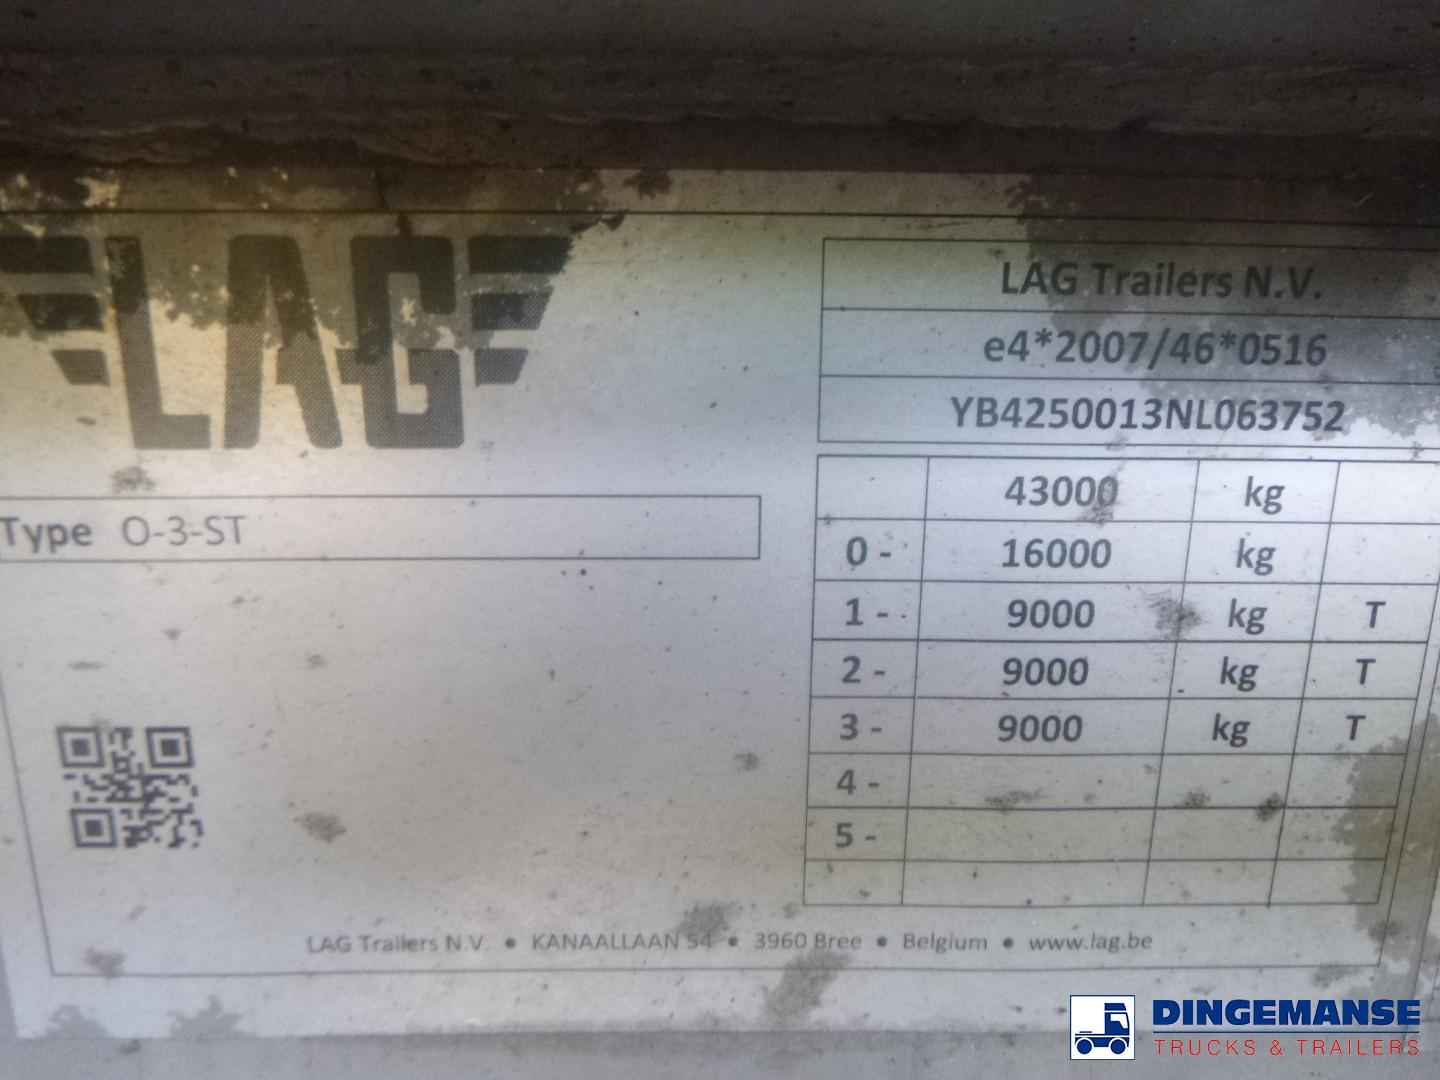 LAG
LAG Trailers N.V.
e4*2007/46*0516
YB4250013NL063752
Type O-3-ST
43000 kg
0 - 16000 kg
1 - 9000 kg T
2 - 9000 kg T
3 - 9000 kg T
4 -
5 -
LAG Trailers N.V. • KANAALLAAN 54 • 3960 Bree • Belgium • www.lag.be
DINGEMANSE
TRUCKS & TRAILERS